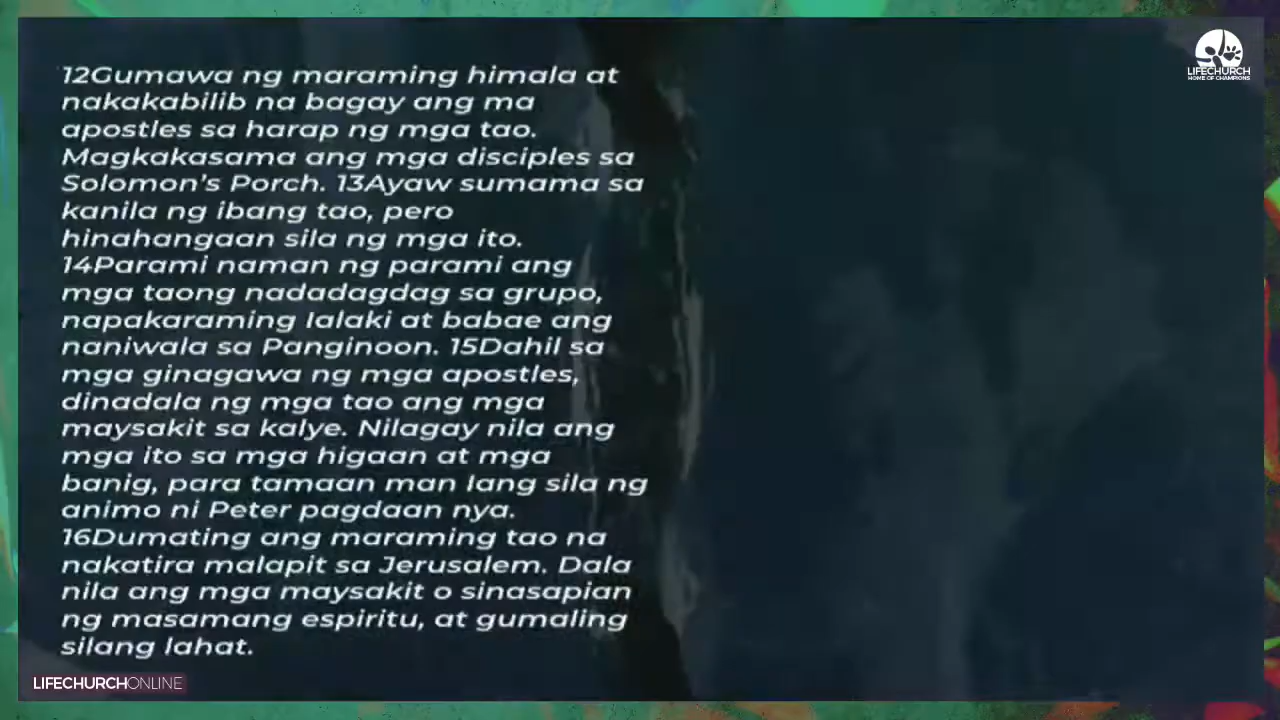 12Gumawa ng maraming himala at
nakakabilib na bagay ang ma
apostles sa harap ng mga tao.
Magkakasama ang mga disciples sa
Solomon's Porch. 13Ayaw sumama sa
kanila ng ibang tao, pero
hinahangaan sila ng mga ito.
14Parami naman ng parami ang
mga taong nadadagdag sa grupo,
napakaraming lalaki at babae ang
naniwala sa Panginoon. 15Dahil sa
mga ginagawa ng mga apostles,
dinadala ng mga tao ang mga
maysakit sa kalye. Nilagay nila ang
mga ito sa mga higaan at mga
banig, para tamaan man lang sila ng
animo ni Peter pagdaan nya.
16Dumating ang maraming tao na
nakatira malapit sa Jerusalem. Dala
nila ang mga maysakit o sinasapian
ng masamang espiritu, at gumaling
silang lahat.
LIFECHURCH
HOME OF CHAMPIONS
LIFECHURCHONLINE